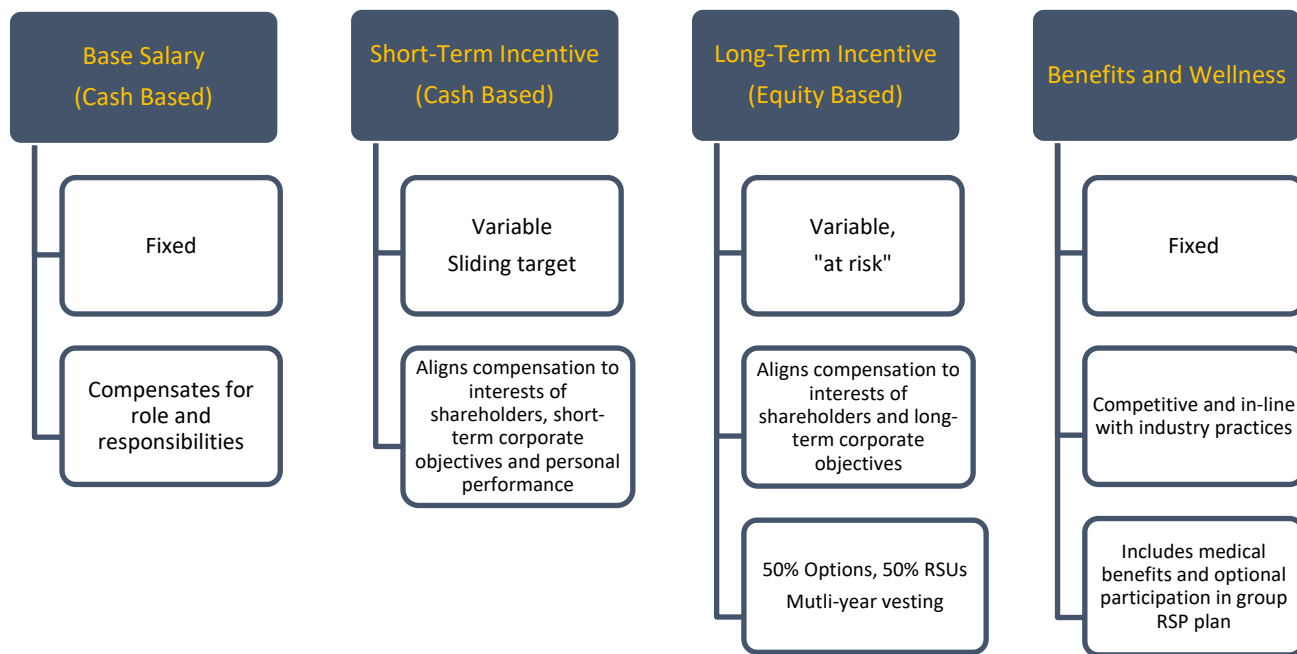 Base Salary
(Cash Based)
Fixed
Compensates for
role and
responsibilities
Short-Term Incentive
(Cash Based)
Variable
Sliding target
Aligns compensation to
interests of
shareholders, short-
term corporate
objectives and personal
performance
Long-Term Incentive
(Equity Based)
Variable,
"at risk"
Aligns compensation to
interests of
shareholders and long-
term corporate
objectives
50% Options, 50% RSUs
Mutli-year vesting
Benefits and Wellness
Fixed
Competitive and in-line
with industry practices
Includes medical
benefits and optional
participation in group
RSP plan